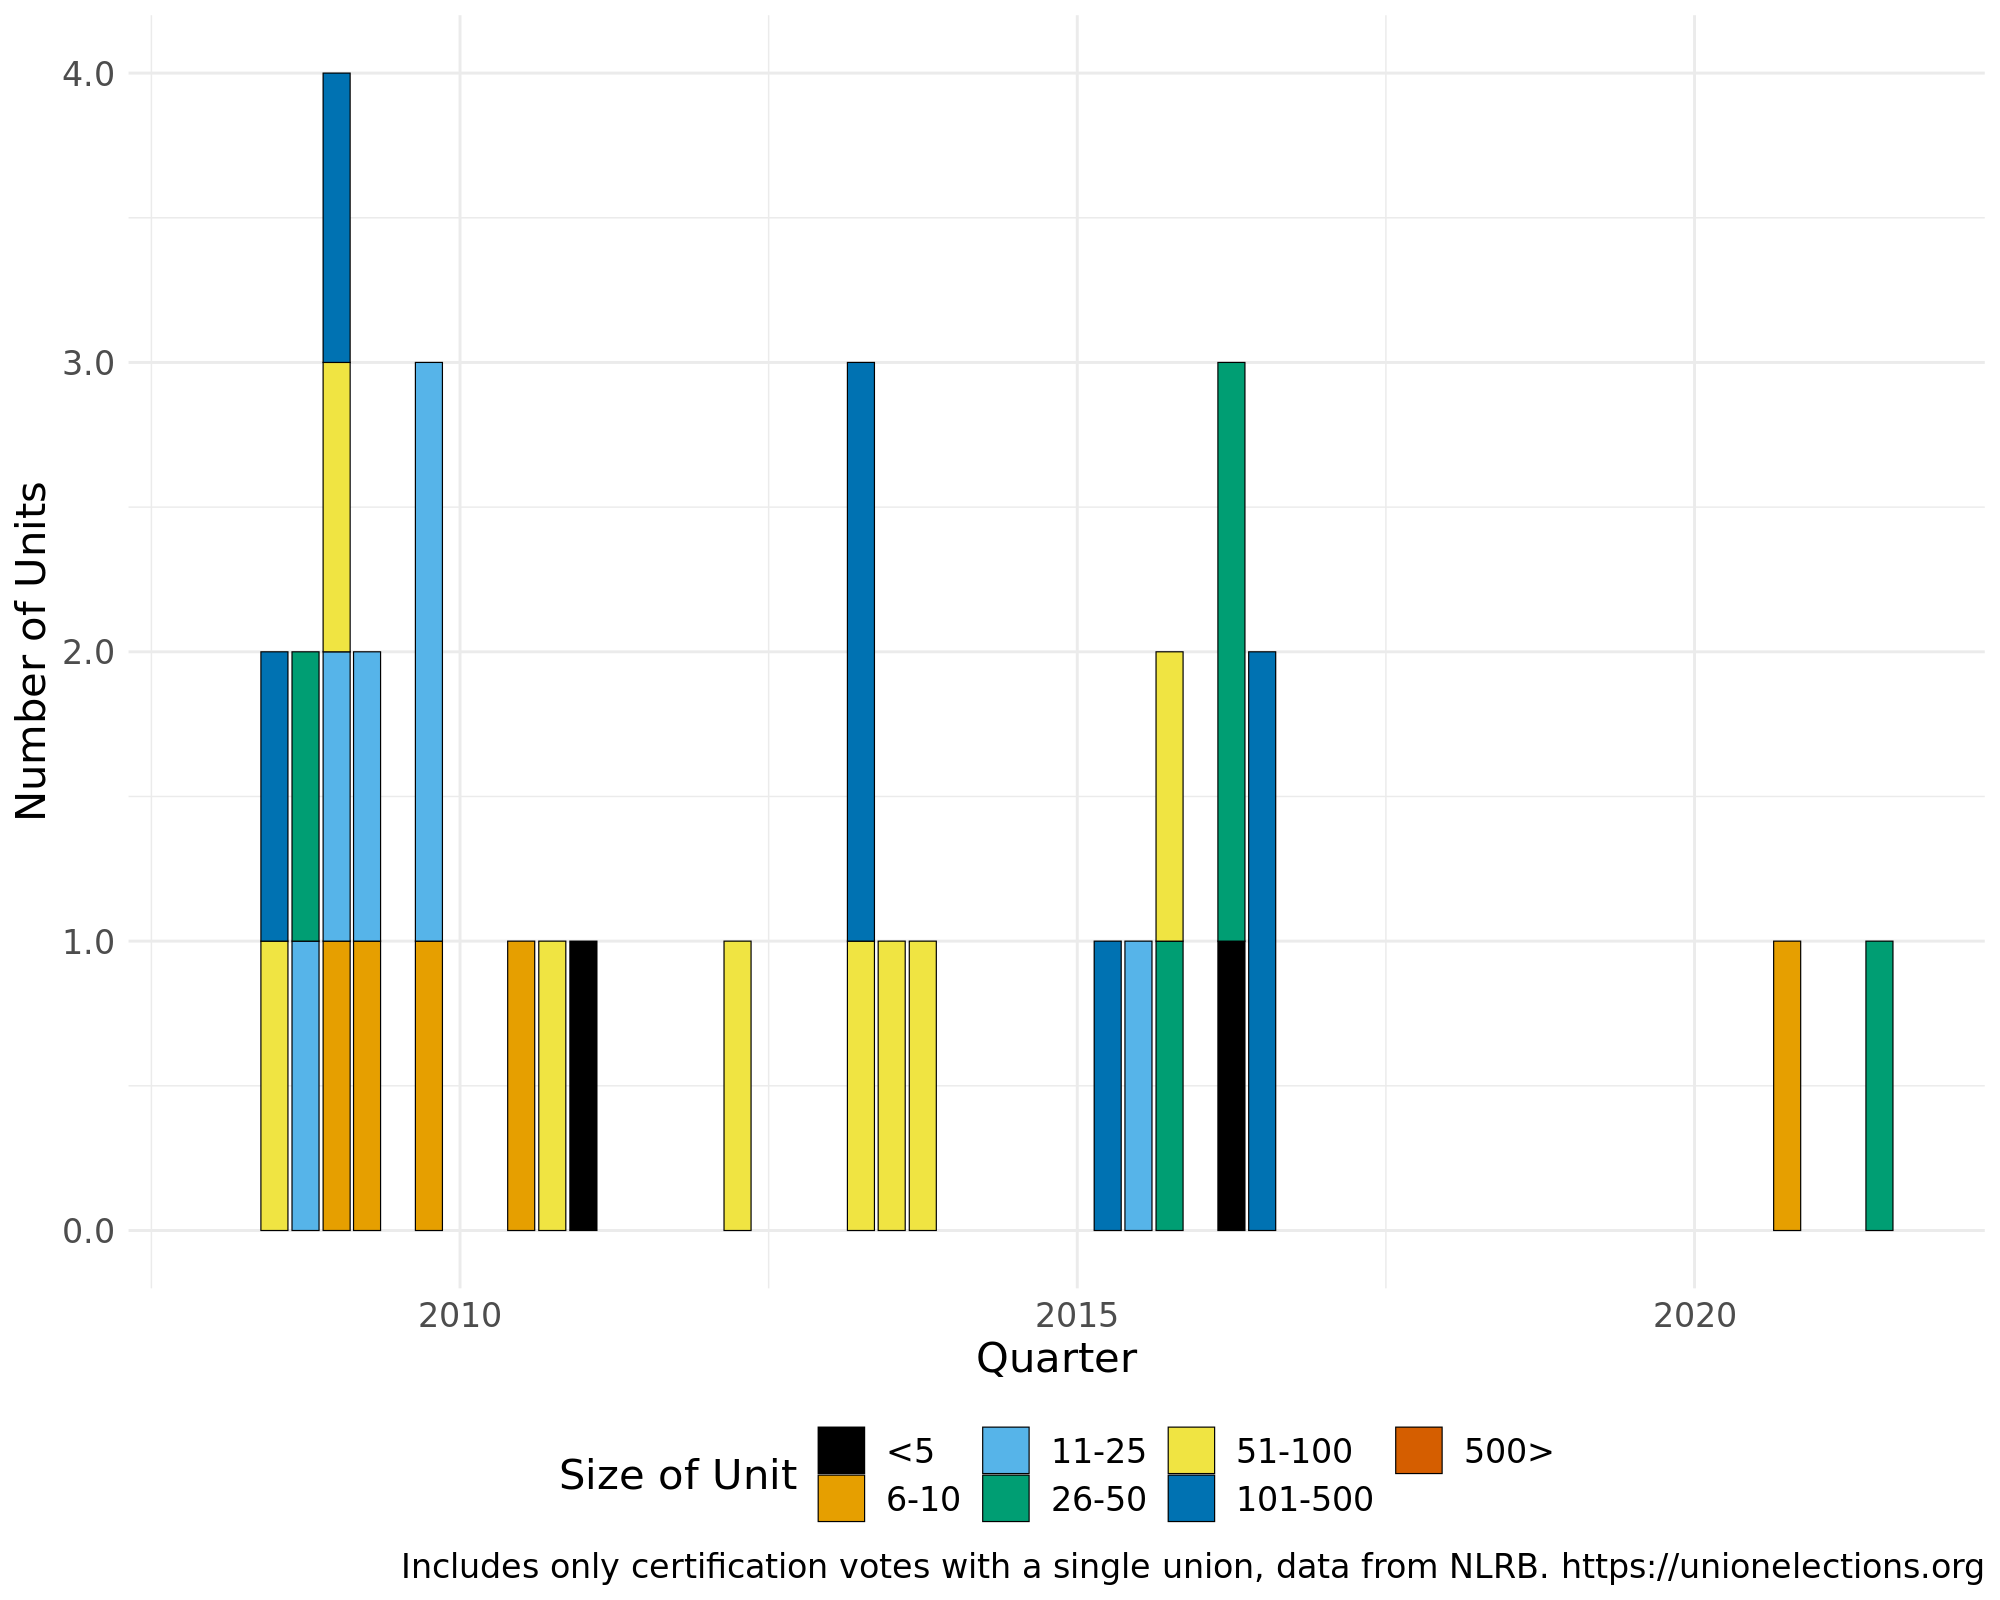 4.0
3.0
2.0
1.0
0.0
Number of Units
2010 2015 2020
Quarter
Size of Unit
<5 11-25 51-100 500>
6-10 26-50 101-500
Includes only certification votes with a single union, data from NLRB. https://unionelections.org